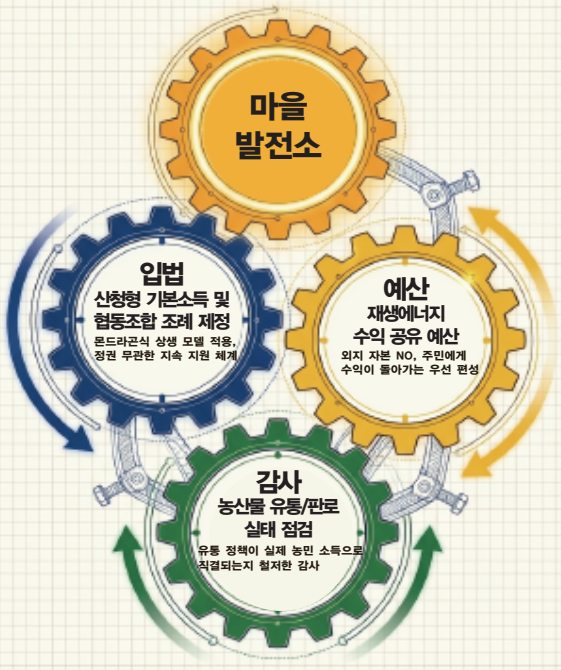 마을
발전소
입법
산청형 기본소득 및
협동조합 조례 제정
몬드라곤식 상생 모델 적용,
정권 무관한 지속 지원 체계
예산
재생에너지
수익 공유 예산
외지 자본 NO, 주민에게
수익이 돌아가는 우선 편성
감사
농산물 유통/판로
실태 점검
유통 정책이 실제 농민 소득으로
직결되는지 철저한 감사